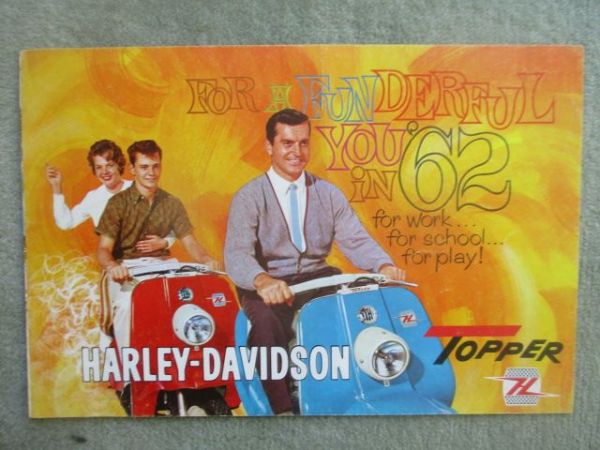 FOR A FUNDERFUL
YOU
IN '62
for work...
for school...
for play!
HARLEY-DAVIDSON
TOPPER
H